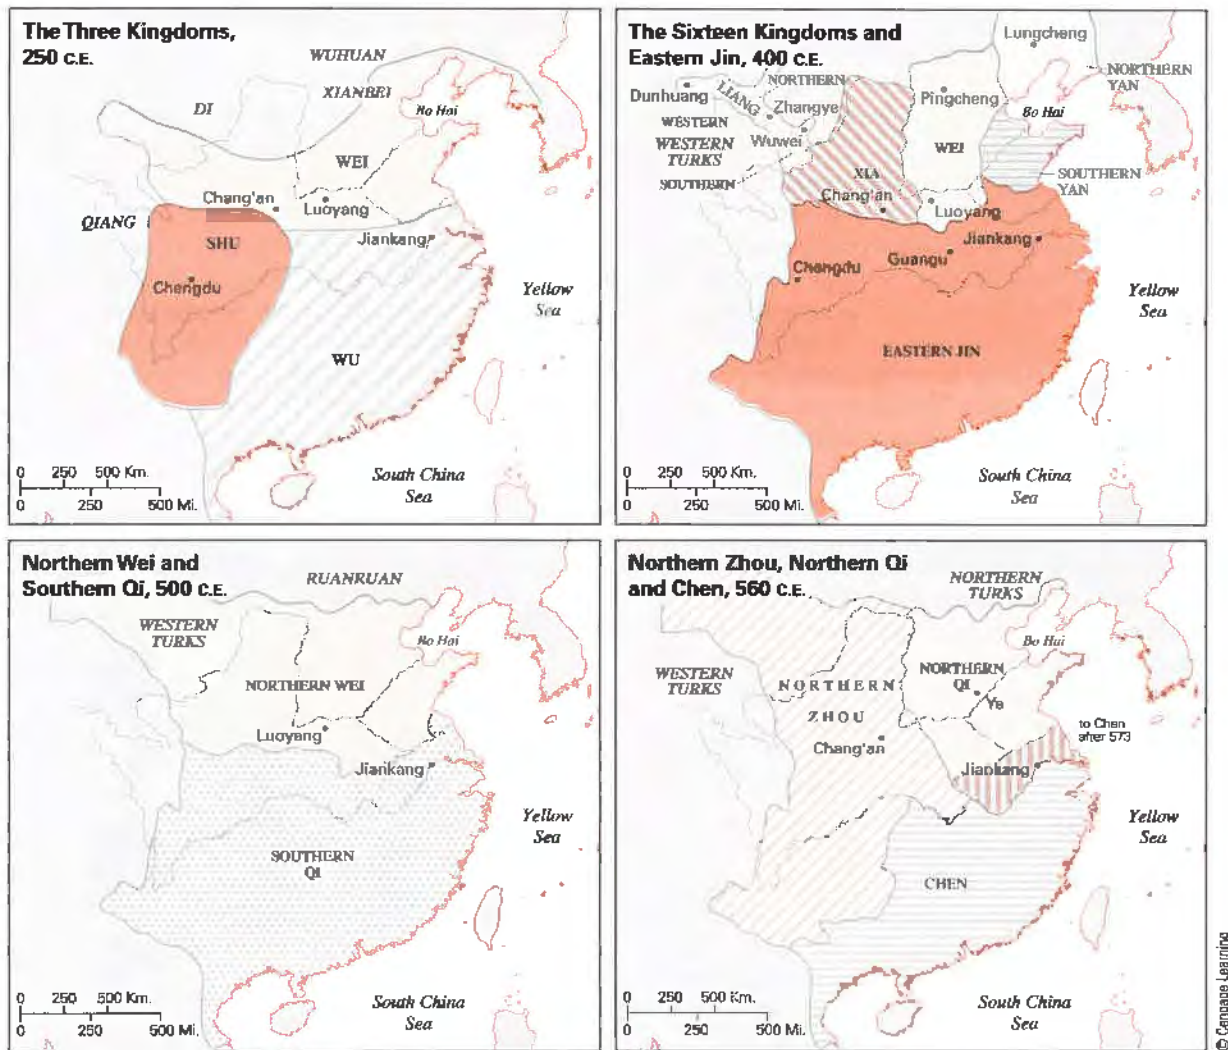 The Three Kingdoms,
250 C.E.
WUHUAN
XIANBEI
DI
Bo Hai
WEI
Chang'an
Luoyang
QIANG
SHU
Jiankang
Chengdu
Yellow
Sea
WU
0 250 500 Km.
0 250 500 Mi.
South China
Sea
The Sixteen Kingdoms and
Eastern Jin, 400 C.E.
Lungcheng
NORTHERN
YAN
NORTHERN
Dunhuang
LIANG
Zhangye
Pingcheng
Bo Hai
WESTERN
WESTERN
TURKS
Wuwei
WEI
SOUTHERN
XIA
SOUTHERN
YAN
Chang'an
Luoyang
Jiankang
Guangu
Chengdu
Yellow
Sea
EASTERN JIN
0 250 500 Km.
0 250 500 Mi.
South China
Sea
Northern Wei and
Southern Qi, 500 C.E.
RUANRUAN
WESTERN
TURKS
Bo Hai
NORTHERN WEI
Luoyang
Jiankang
Yellow
Sea
SOUTHERN
QI
0 250 500 Km.
0 250 500 Mi.
South China
Sea
Northern Zhou, Northern Qi
and Chen, 560 C.E.
NORTHERN
TURKS
Bo Hai
WESTERN
TURKS
NORTHERN
QI
NORTHERN
ZHOU
Ye
to Chen
after 573
Chang'an
Jiankang
Yellow
Sea
CHEN
0 250 500 Km.
0 250 500 Mi.
South China
Sea
© Cengage Learning